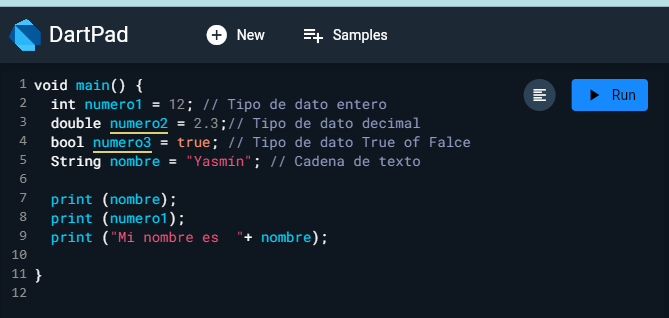 DartPad New Samples
Run
1 void main() {
2 int numero1 = 12; // Tipo de dato entero
3 double numero2 = 2.3;// Tipo de dato decimal
4 bool numero3 = true; // Tipo de dato True of Falce
5 String nombre = "Yasmín"; // Cadena de texto
6
7 print (nombre);
8 print (numero1);
9 print ("Mi nombre es  "+ nombre);
10
11 }
12